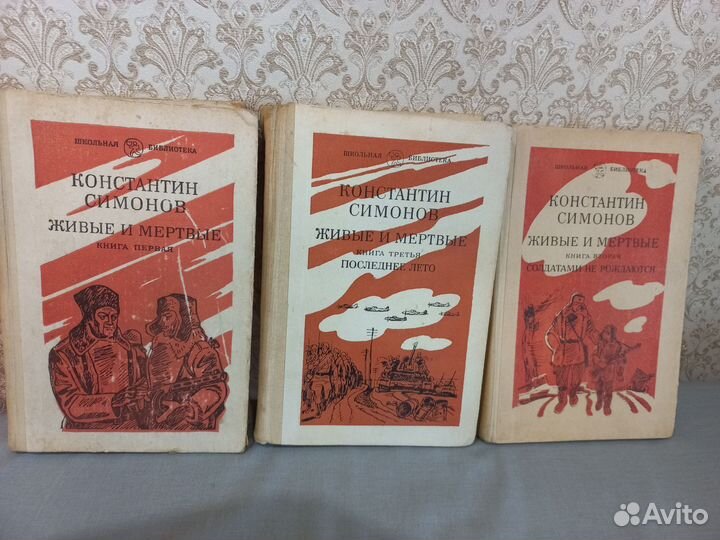 ШКОЛЬНАЯ БИБЛИОТЕКА
КОНСТАНТИН
СИМОНОВ
ЖИВЫЕ И МЕРТВЫЕ
КНИГА ПЕРВАЯ
ШКОЛЬНАЯ БИБЛИОТЕКА
КОНСТАНТИН
СИМОНОВ
ЖИВЫЕ И МЕРТВЫЕ
КНИГА ТРЕТЬЯ
ПОСЛЕДНЕЕ ЛЕТО
ШКОЛЬНАЯ БИБЛИОТЕКА
КОНСТАНТИН
СИМОНОВ
ЖИВЫЕ И МЕРТВЫЕ
КНИГА ВТОРАЯ
СОЛДАТАМИ НЕ РОЖДАЮТСЯ
Avito